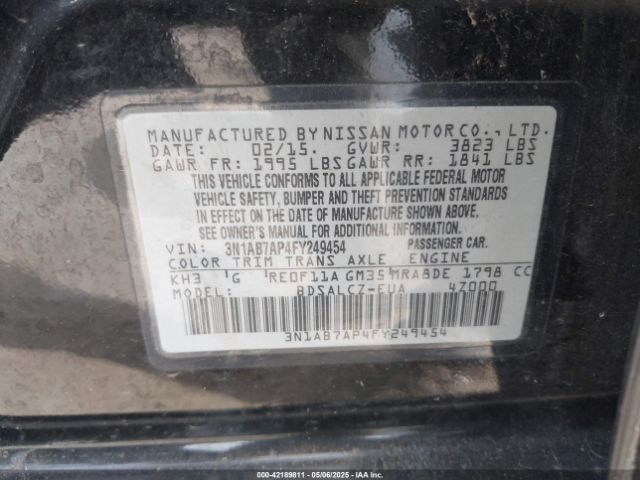 MANUFACTURED BY NISSAN MOTOR CO., LTD.
DATE: 02/15. GVWR: 3823 LBS
GAWR FR: 1995 LBS GAWR RR: 1841 LBS
THIS VEHICLE CONFORMS TO ALL APPLICABLE FEDERAL MOTOR
VEHICLE SAFETY, BUMPER AND THEFT PREVENTION STANDARDS
IN EFFECT ON THE DATE OF MANUFACTURE SHOWN ABOVE.
SEE OWNER'S MANUAL FOR ADDITIONAL INFORMATION.
VIN: 3N1AB7AP4FY249454 PASSENGER CAR.
COLOR TRIM TRANS AXLE ENGINE
KH3 G RE0F11A GM35 MRA8DE 1798 CC
MODEL: BDSALCZ-EUA 47000
3N1AB7AP4FY249454
000-42189811 - 05/06/2025 - © IAA Holdings, LLC